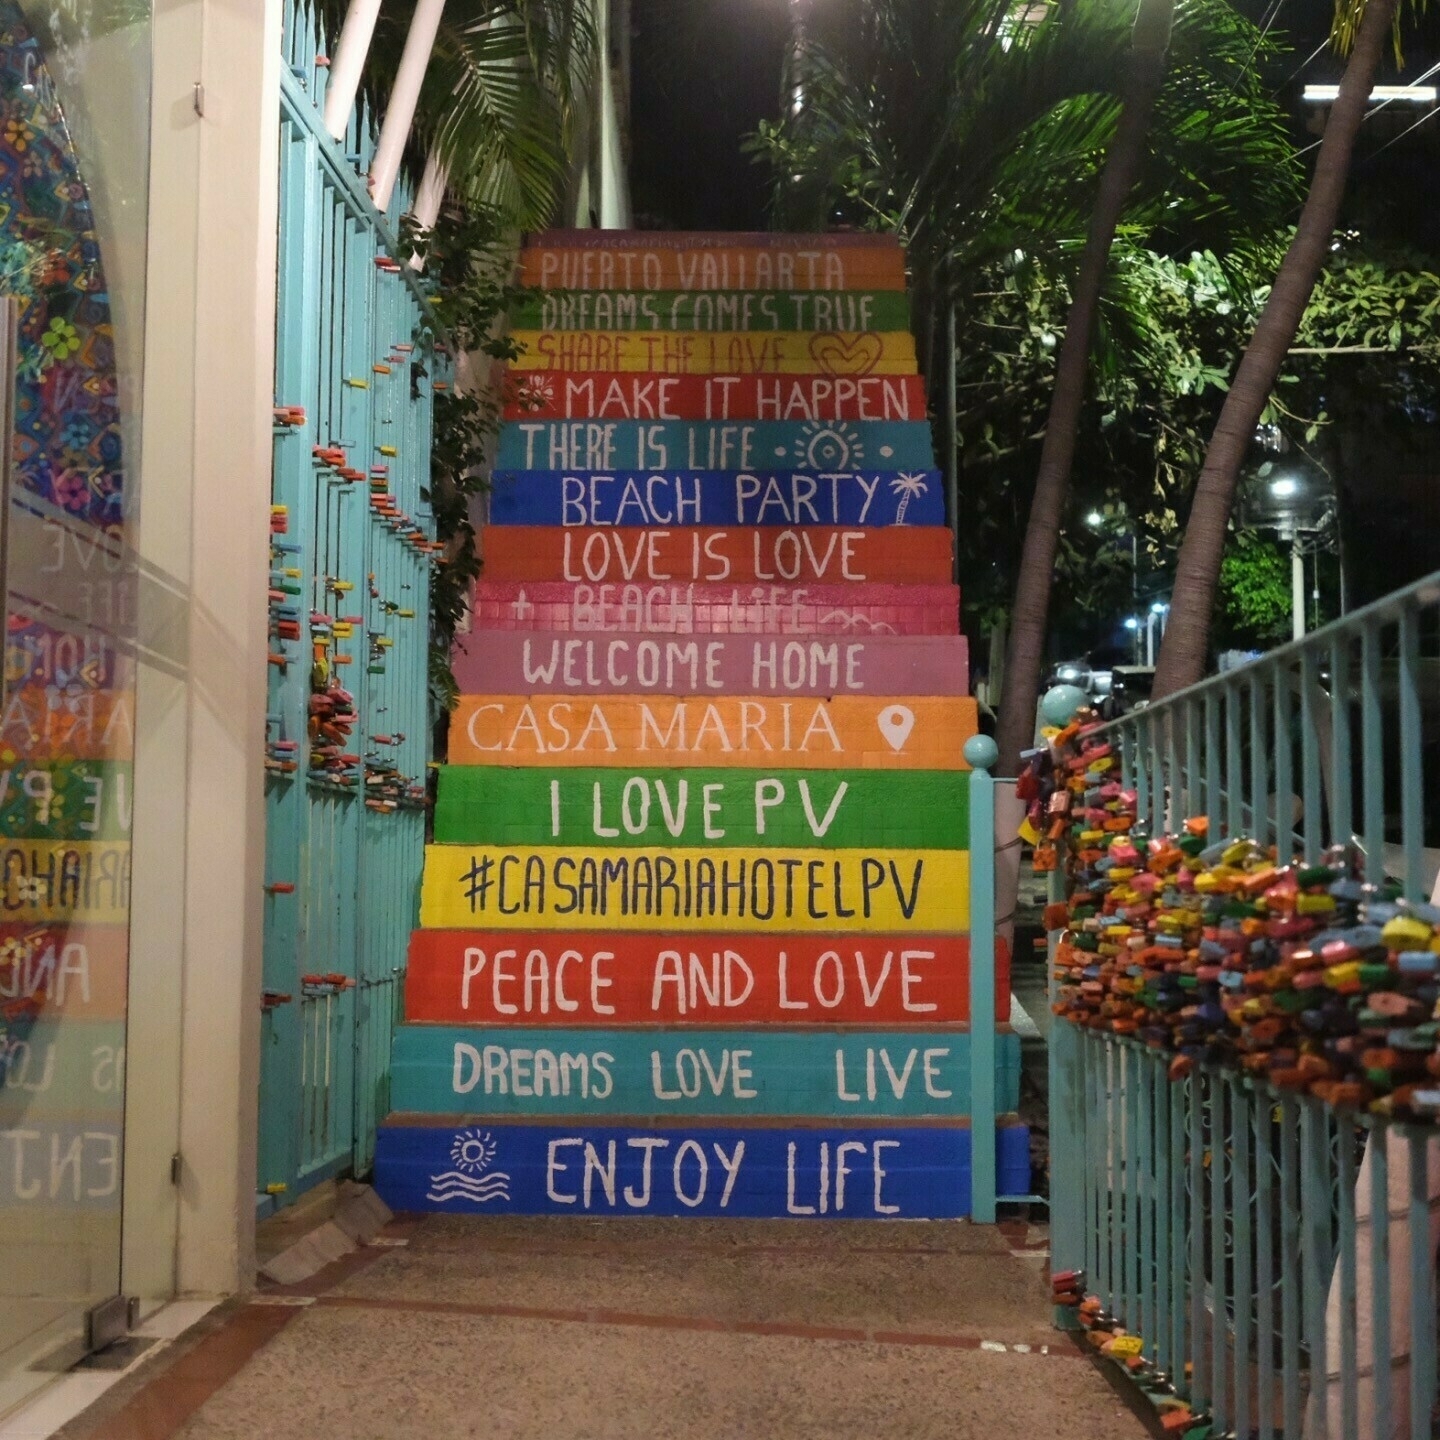 PUERTO VALLARTA
DREAMS COMES TRUE
SHARE THE LOVE
MAKE IT HAPPEN
THERE IS LIFE
BEACH PARTY
LOVE IS LOVE
BEACH LIFE
WELCOME HOME
CASA MARIA
I LOVE PV
#CASAMARIAHOTELPV
PEACE AND LOVE
DREAMS LOVE LIVE
ENJOY LIFE